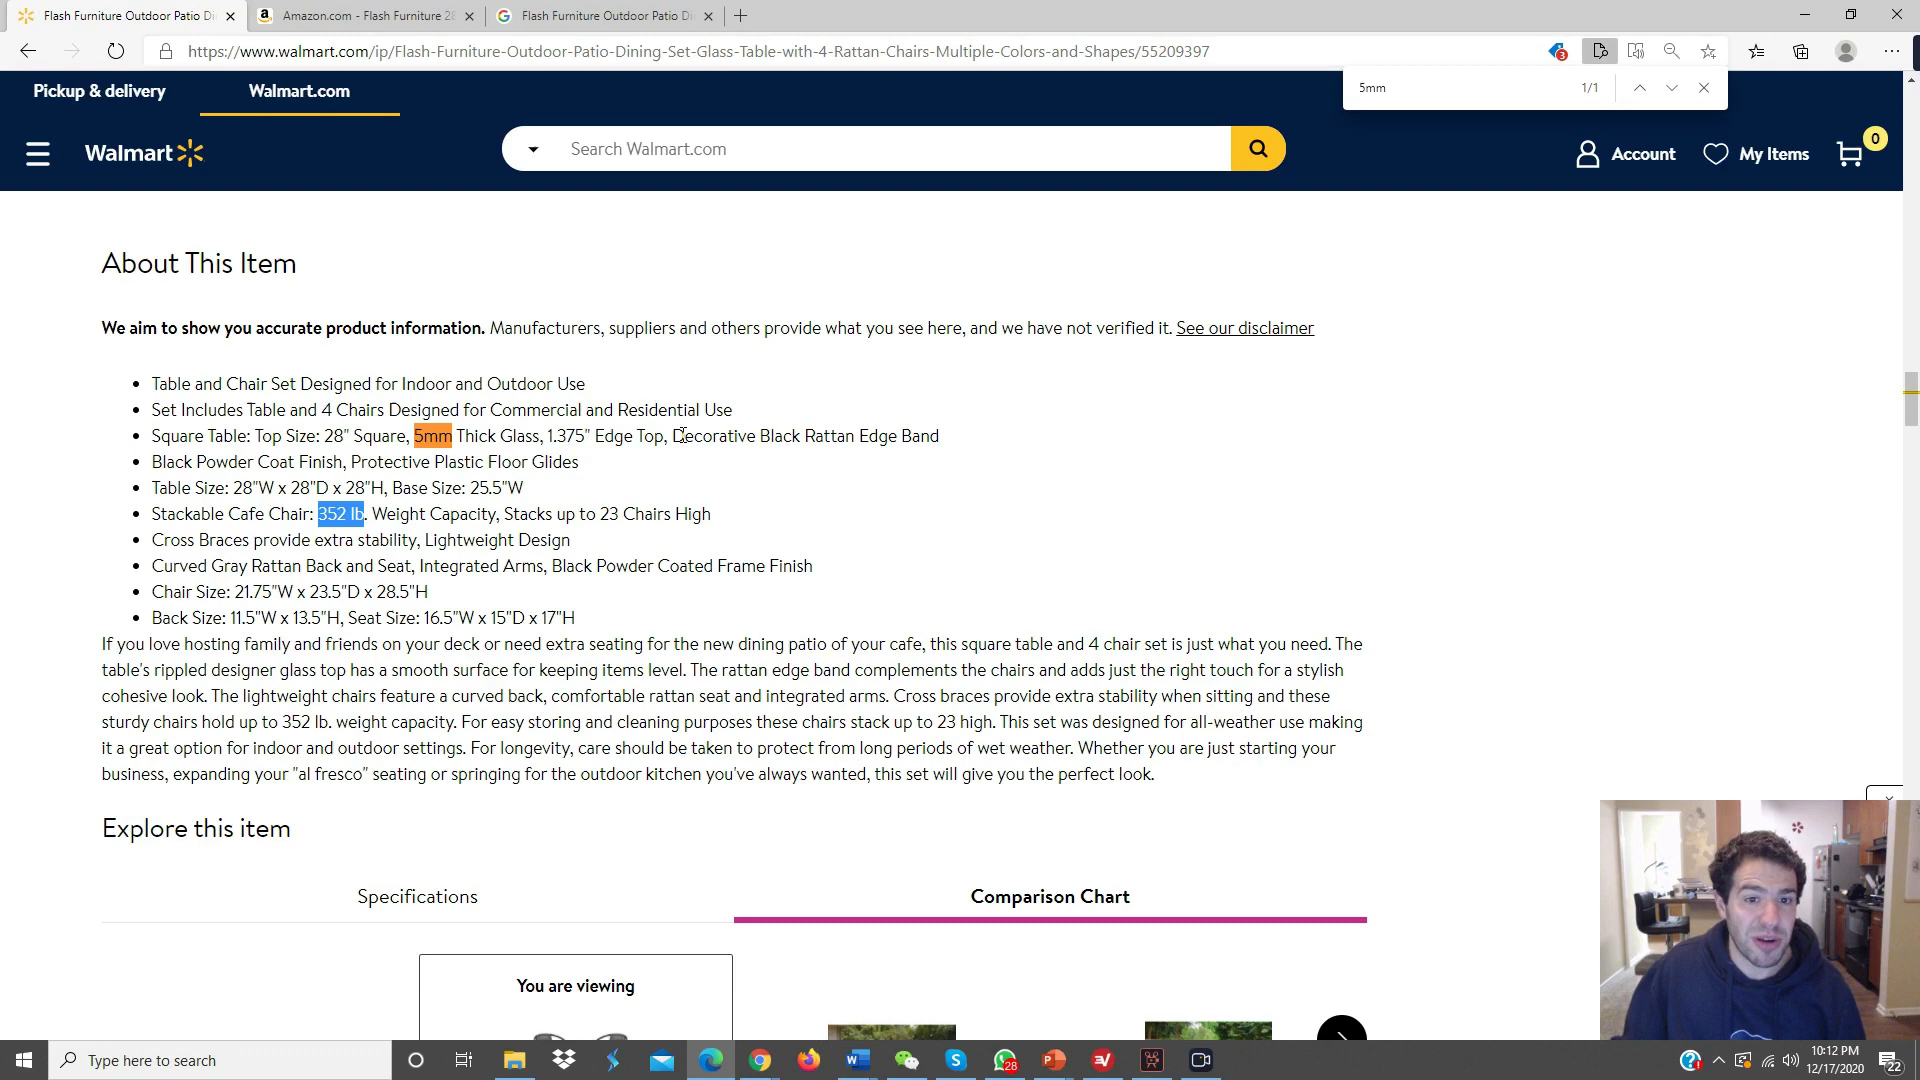 Flash Furniture Outdoor Patio Di
Amazon.com - Flash Furniture 28
Flash Furniture Outdoor Patio Di
https://www.walmart.com/ip/Flash-Furniture-Outdoor-Patio-Dining-Set-Glass-Table-with-4-Rattan-Chairs-Multiple-Colors-and-Shapes/55209397
3
5mm 1/1
Pickup & delivery Walmart.com
Walmart
Search Walmart.com
Account
My Items
0
About This Item
We aim to show you accurate product information. Manufacturers, suppliers and others provide what you see here, and we have not verified it. See our disclaimer
• Table and Chair Set Designed for Indoor and Outdoor Use
• Set Includes Table and 4 Chairs Designed for Commercial and Residential Use
• Square Table: Top Size: 28" Square, 5mm Thick Glass, 1.375" Edge Top, Decorative Black Rattan Edge Band
• Black Powder Coat Finish, Protective Plastic Floor Glides
• Table Size: 28"W x 28"D x 28"H, Base Size: 25.5"W
• Stackable Cafe Chair: 352 lb. Weight Capacity, Stacks up to 23 Chairs High
• Cross Braces provide extra stability, Lightweight Design
• Curved Gray Rattan Back and Seat, Integrated Arms, Black Powder Coated Frame Finish
• Chair Size: 21.75"W x 23.5"D x 28.5"H
• Back Size: 11.5"W x 13.5"H, Seat Size: 16.5"W x 15"D x 17"H
If you love hosting family and friends on your deck or need extra seating for the new dining patio of your cafe, this square table and 4 chair set is just what you need. The
table's rippled designer glass top has a smooth surface for keeping items level. The rattan edge band complements the chairs and adds just the right touch for a stylish
cohesive look. The lightweight chairs feature a curved back, comfortable rattan seat and integrated arms. Cross braces provide extra stability when sitting and these
sturdy chairs hold up to 352 lb. weight capacity. For easy storing and cleaning purposes these chairs stack up to 23 high. This set was designed for all-weather use making
it a great option for indoor and outdoor settings. For longevity, care should be taken to protect from long periods of wet weather. Whether you are just starting your
business, expanding your "al fresco" seating or springing for the outdoor kitchen you've always wanted, this set will give you the perfect look.
Explore this item
Specifications
Comparison Chart
You are viewing
Type here to search
28
10:12 PM
12/17/2020
22